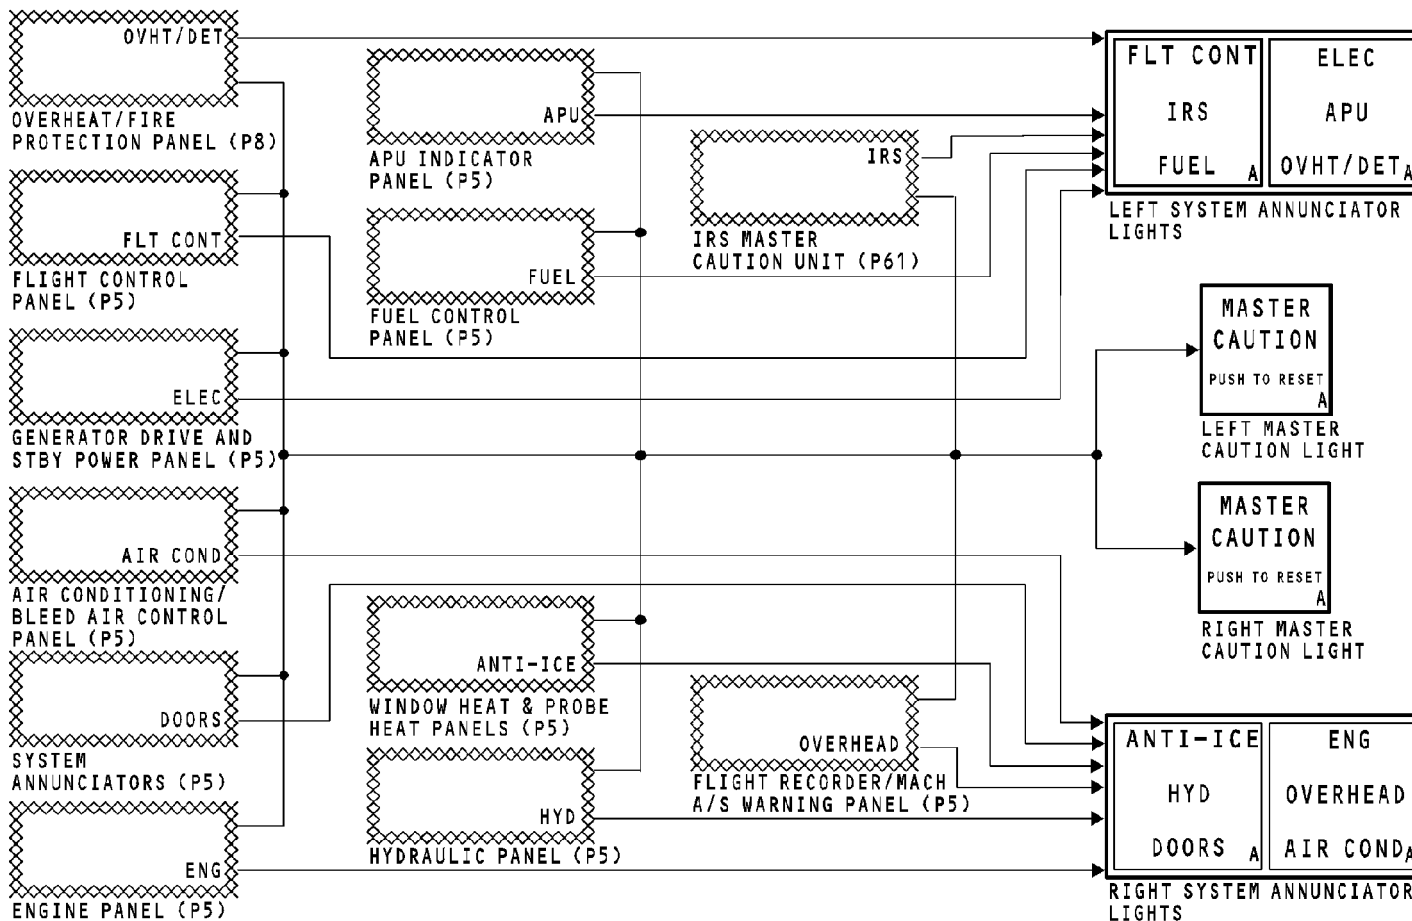 OVHT/DET
OVERHEAT/FIRE
PROTECTION PANEL (P8)
FLT CONT
FLIGHT CONTROL
PANEL (P5)
ELEC
GENERATOR DRIVE AND
STBY POWER PANEL (P5)
AIR COND
AIR CONDITIONING/
BLEED AIR CONTROL
PANEL (P5)
DOORS
SYSTEM
ANNUNCIATORS (P5)
ENG
ENGINE PANEL (P5)
APU
APU INDICATOR
PANEL (P5)
FUEL
FUEL CONTROL
PANEL (P5)
ANTI-ICE
WINDOW HEAT & PROBE
HEAT PANELS (P5)
HYD
HYDRAULIC PANEL (P5)
IRS
IRS MASTER
CAUTION UNIT (P61)
OVERHEAD
FLIGHT RECORDER/MACH
A/S WARNING PANEL (P5)
FLT CONT
IRS
FUEL A
ELEC
APU
OVHT/DET A
LEFT SYSTEM ANNUNCIATOR
LIGHTS
MASTER
CAUTION
PUSH TO RESET
A
LEFT MASTER
CAUTION LIGHT
MASTER
CAUTION
PUSH TO RESET
A
RIGHT MASTER
CAUTION LIGHT
ANTI-ICE
HYD
DOORS A
ENG
OVERHEAD
AIR COND A
RIGHT SYSTEM ANNUNCIATOR
LIGHTS